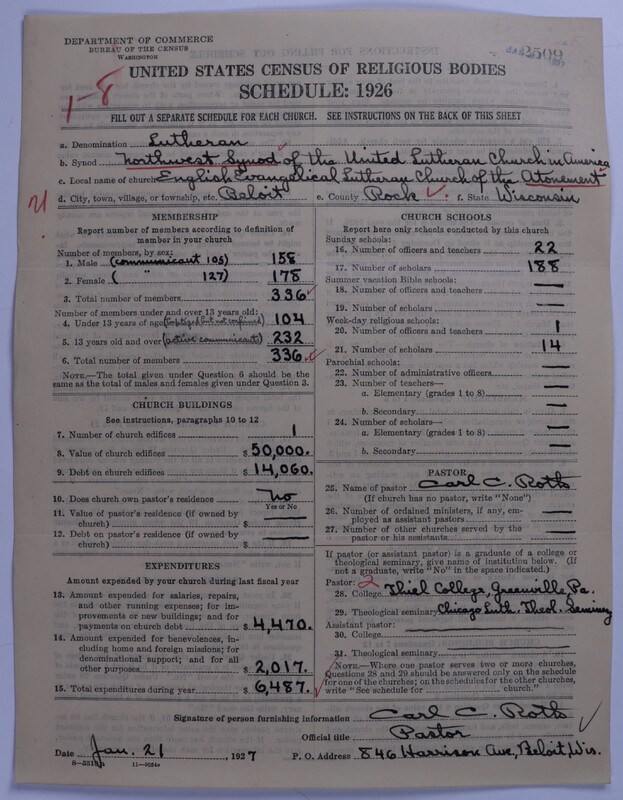 DEPARTMENT OF COMMERCE
BUREAU OF THE CENSUS
WASHINGTON
2509
UNITED STATES CENSUS OF RELIGIOUS BODIES
SCHEDULE: 1926
1-8
FILL OUT A SEPARATE SCHEDULE FOR EACH CHURCH. SEE INSTRUCTIONS ON THE BACK OF THIS SHEET
a. Denomination Lutheran
b. Synod Northwest Synod of the United Lutheran Church in America
c. Local name of church English Evangelical Lutheran Church of the Atonement
d. City, town, village, or township, etc. Beloit e. County Rock f. State Wisconsin
MEMBERSHIP
Report number of members according to definition of
member in your church
Number of members, by sex:
1. Male (communicant 105) 158
2. Female ( " 127) 178
3. Total number of members 336
Number of members under and over 13 years old:
4. Under 13 years of age (baptized but not confirmed) 104
5. 13 years old and over (active communicants) 232
6. Total number of members 336
NOTE.—The total given under Question 6 should be the
same as the total of males and females given under Question 3.
CHURCH BUILDINGS
See instructions, paragraphs 10 to 12
7. Number of church edifices 1
8. Value of church edifices $ 50,000.
9. Debt on church edifices $ 14,060.
10. Does church own pastor's residence No
Yes or No
11. Value of pastor's residence (if owned by
church) $ —
12. Debt on pastor's residence (if owned by
church) $ —
EXPENDITURES
Amount expended by your church during last fiscal year
13. Amount expended for salaries, repairs,
and other running expenses; for im-
provements or new buildings; and for
payments on church debt $ 4,470.
14. Amount expended for benevolences, in-
cluding home and foreign missions; for
denominational support; and for all
other purposes $ 2,017.
15. Total expenditures during year $ 6,487.
CHURCH SCHOOLS
Report here only schools conducted by this church
Sunday schools:
16. Number of officers and teachers 22
17. Number of scholars 188
Summer vacation Bible schools:
18. Number of officers and teachers —
19. Number of scholars —
Week-day religious schools:
20. Number of officers and teachers 1
21. Number of scholars 14
Parochial schools:
22. Number of administrative officers —
23. Number of teachers—
a. Elementary (grades 1 to 8) —
b. Secondary —
24. Number of scholars—
a. Elementary (grades 1 to 8) —
b. Secondary —
PASTOR
25. Name of pastor Carl C. Roth
(If church has no pastor, write "None")
26. Number of ordained ministers, if any, em-
ployed as assistant pastors —
27. Number of other churches served by the
pastor or his assistants —
If pastor (or assistant pastor) is a graduate of a college or
theological seminary, give name of institution below. (If
not a graduate, write "No" in the space indicated.)
Pastor: 2
28. College Thiel College, Greenville, Pa.
29. Theological seminary Chicago Luth. Theol. Seminary
Assistant pastor:
30. College —
31. Theological seminary —
NOTE.—Where one pastor serves two or more churches,
Questions 28 and 29 should be answered only on the schedule
for one of the churches; on the schedules for the other churches,
write "See schedule for church."
Signature of person furnishing information Carl C. Roth
Official title Pastor
Date Jan. 21, 1927 P. O. Address 846 Harrison Ave, Beloit, Wis.